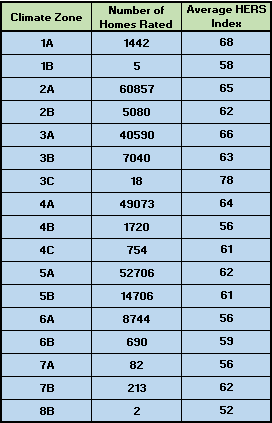 Climate Zone Number of Homes Rated Average HERS Index
1A 1442 68
1B 5 58
2A 60857 65
2B 5080 62
3A 40590 66
3B 7040 63
3C 18 78
4A 49073 64
4B 1720 56
4C 754 61
5A 52706 62
5B 14706 61
6A 8744 56
6B 690 59
7A 82 56
7B 213 62
8B 2 52